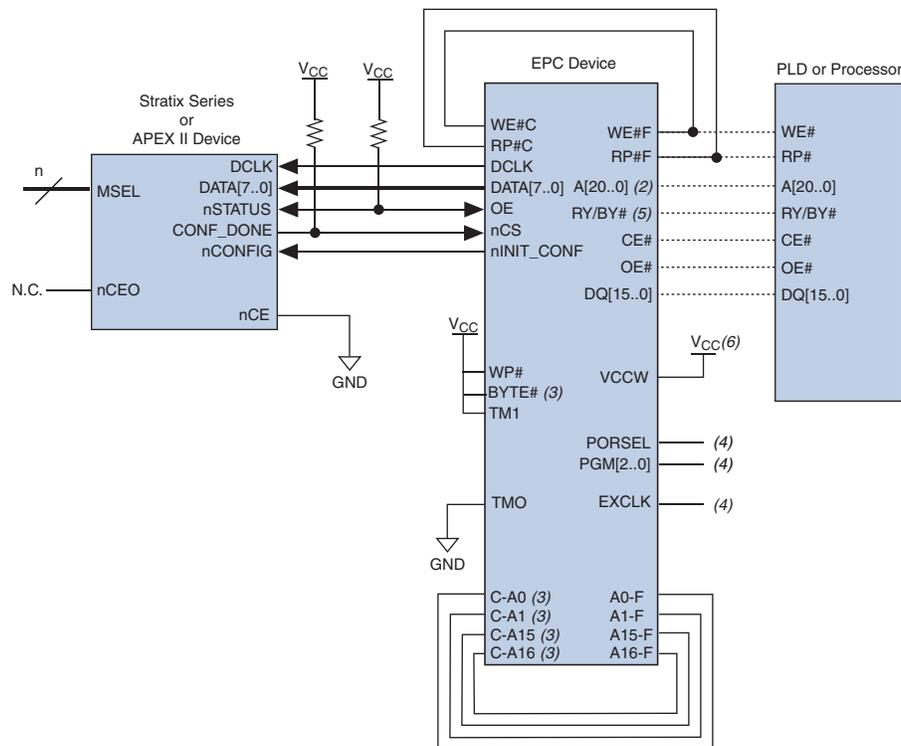 EPC Device
PLD or Processor
VCC
VCC
Stratix Series
or
APEX II Device
n
MSEL
N.C.
nCEO
DCLK
DATA[7..0]
nSTATUS
CONF_DONE
nCONFIG
nCE
GND
WE#C
RP#C
DCLK
DATA[7..0]
OE
nCS
nINIT_CONF
VCC
WP#
BYTE# (3)
TM1
TMO
GND
C-A0 (3)
C-A1 (3)
C-A15 (3)
C-A16 (3)
WE#F
RP#F
A[20..0] (2)
RY/BY# (5)
CE#
OE#
DQ[15..0]
VCC(6)
VCCW
PORSEL (4)
PGM[2..0] (4)
EXCLK (4)
A0-F
A1-F
A15-F
A16-F
WE#
RP#
A[20..0]
RY/BY#
CE#
OE#
DQ[15..0]